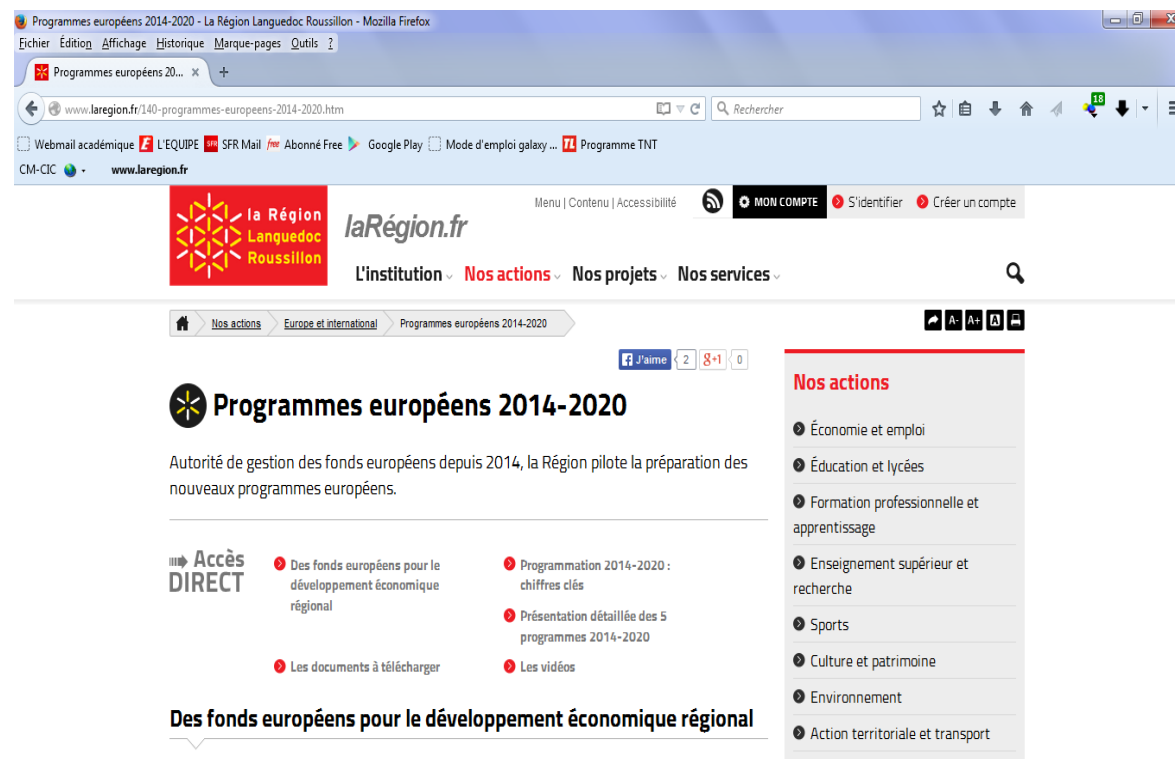 Programmes européens 2014-2020 - La Région Languedoc Roussillon - Mozilla Firefox
Fichier Édition Affichage Historique Marque-pages Outils ?
Programmes européens 20... × +
www.laregion.fr/140-programmes-europeens-2014-2020.htm
Rechercher
18
Webmail académique L'EQUIPE SFR SFR Mail free Abonné Free Google Play Mode d'emploi galaxy ... TL Programme TNT
CM-CIC www.laregion.fr
la Région
Languedoc
Roussillon
laRégion.fr
Menu | Contenu | Accessibilité
MON COMPTE S'identifier Créer un compte
L'institution Nos actions Nos projets Nos services
Nos actions Europe et international Programmes européens 2014-2020
A- A+ A
J'aime 2 g+1 0
Programmes européens 2014-2020
Autorité de gestion des fonds européens depuis 2014, la Région pilote la préparation des
nouveaux programmes européens.
Accès
DIRECT
Des fonds européens pour le
développement économique
régional
Les documents à télécharger
Programmation 2014-2020 :
chiffres clés
Présentation détaillée des 5
programmes 2014-2020
Les vidéos
Des fonds européens pour le développement économique régional
Nos actions
Économie et emploi
Éducation et lycées
Formation professionnelle et
apprentissage
Enseignement supérieur et
recherche
Sports
Culture et patrimoine
Environnement
Action territoriale et transport